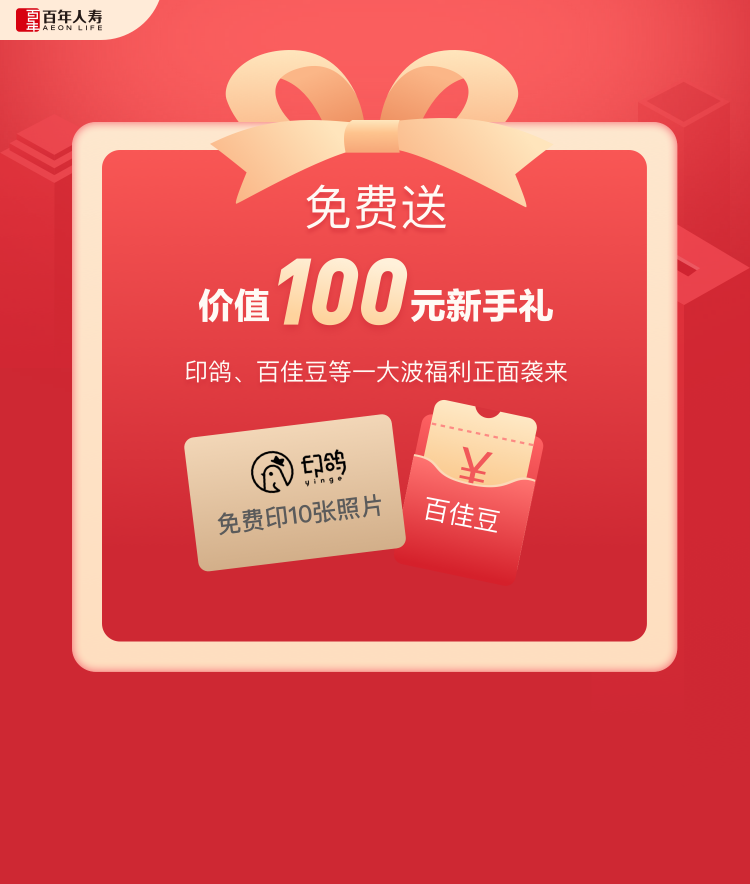 百年人寿
AEON LIFE
免费送
价值100元新手礼
印鸽、百佳豆等一大波福利正面袭来
印鸽
yinge
免费印10张照片
¥
百佳豆